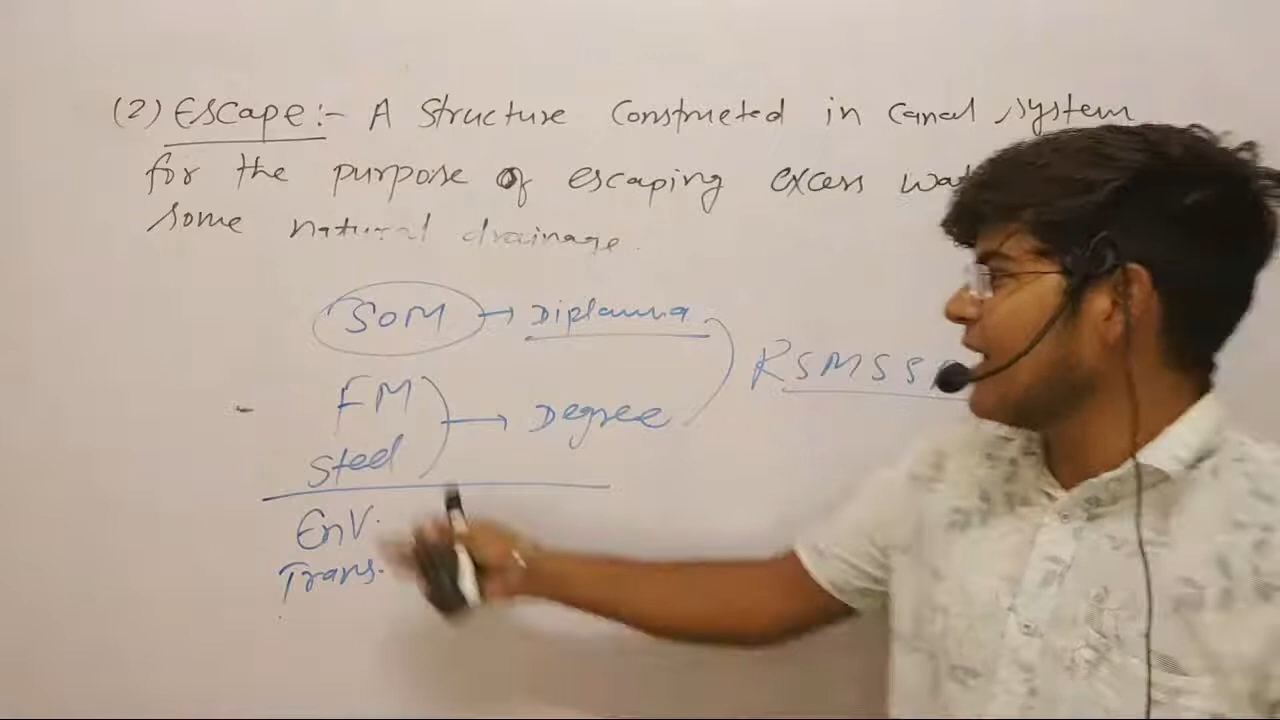 (2) Escape:- A structure constructed in canal system
for the purpose of escaping excess
some natural drainage.
SOM → Diploma
RSMSS
FM
→ Degree
Steel
Env.
Trans.